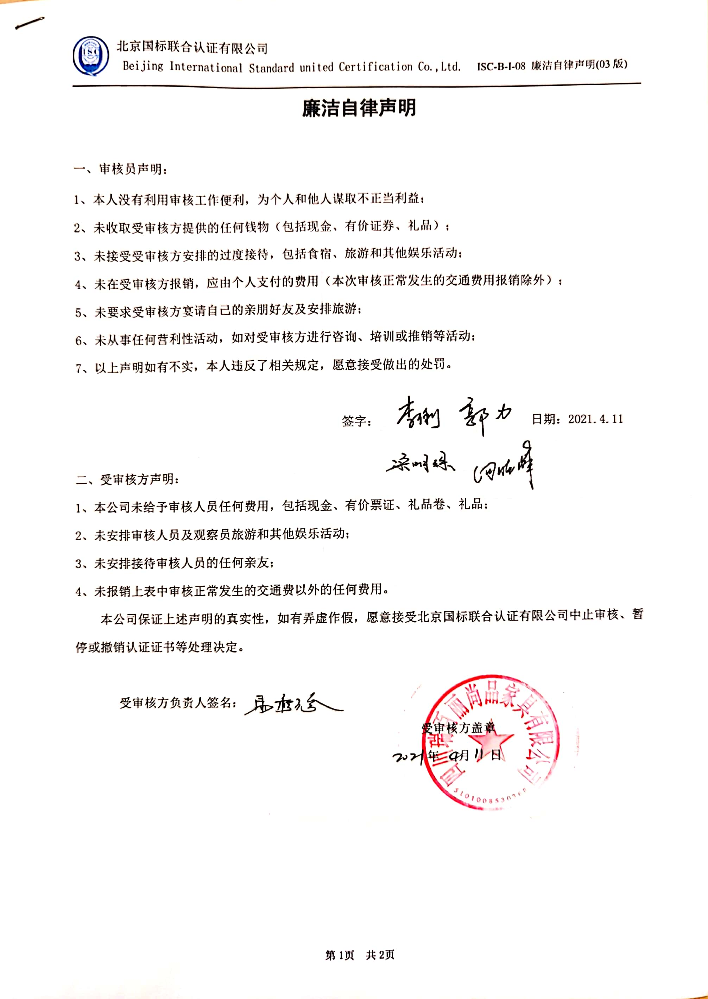 ISC
北京国标联合认证有限公司
Beijing International Standard united Certification Co.,Ltd. ISC-B-I-08 廉洁自律声明(03 版)
廉洁自律声明
一、审核员声明：
1、本人没有利用审核工作便利，为个人和他人谋取不正当利益；
2、未收取受审核方提供的任何钱物（包括现金、有价证券、礼品）；
3、未接受受审核方安排的过度接待，包括食宿、旅游和其他娱乐活动；
4、未在受审核方报销，应由个人支付的费用（本次审核正常发生的交通费用报销除外）；
5、未要求受审核方宴请自己的亲朋好友及安排旅游；
6、未从事任何营利性活动，如对受审核方进行咨询、培训或推销等活动；
7、以上声明如有不实，本人违反了相关规定，愿意接受做出的处罚。
签字： 李俐 郭力 日期：2021.4.11
梁明珠
二、受审核方声明：
1、本公司未给予审核人员任何费用，包括现金、有价票证、礼品卷、礼品；
2、未安排审核人员及观察员旅游和其他娱乐活动；
3、未安排接待审核人员的任何亲友；
4、未报销上表中审核正常发生的交通费以外的任何费用。
本公司保证上述声明的真实性，如有弄虚作假，愿意接受北京国标联合认证有限公司中止审核、暂
停或撤销认证证书等处理决定。
受审核方负责人签名：
四川瑞百丽尚品家具有限公司
受审核方盖章
2021年4月11日
第1页 共2页